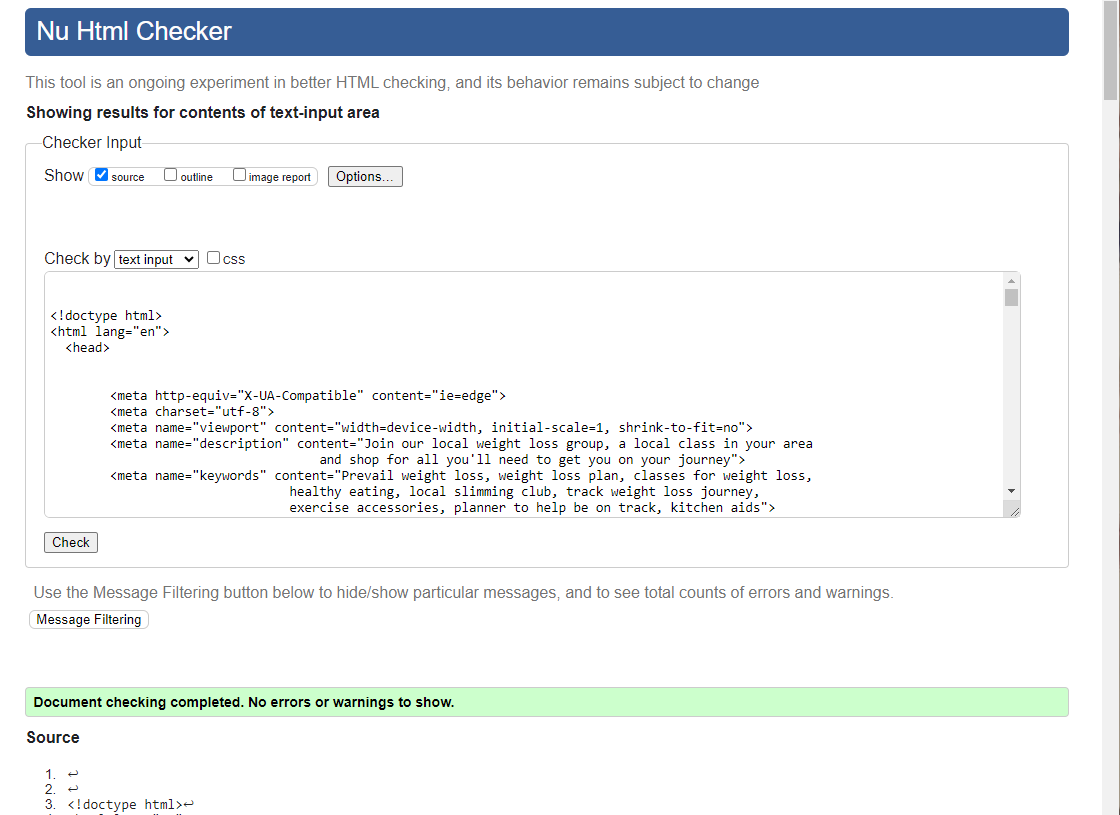 Nu Html Checker
This tool is an ongoing experiment in better HTML checking, and its behavior remains subject to change
Showing results for contents of text-input area
Checker Input
Show source outline image report Options...
Check by text input css
<!doctype html>
<html lang="en">
<head>
<meta http-equiv="X-UA-Compatible" content="ie=edge">
<meta charset="utf-8">
<meta name="viewport" content="width=device-width, initial-scale=1, shrink-to-fit=no">
<meta name="description" content="Join our local weight loss group, a local class in your area
and shop for all you'll need to get you on your journey">
<meta name="keywords" content="Prevail weight loss, weight loss plan, classes for weight loss,
healthy eating, local slimming club, track weight loss journey,
exercise accessories, planner to help be on track, kitchen aids">
Check
Use the Message Filtering button below to hide/show particular messages, and to see total counts of errors and warnings.
Message Filtering
Document checking completed. No errors or warnings to show.
Source
1. ↩
2. ↩
3. <!doctype html>↩